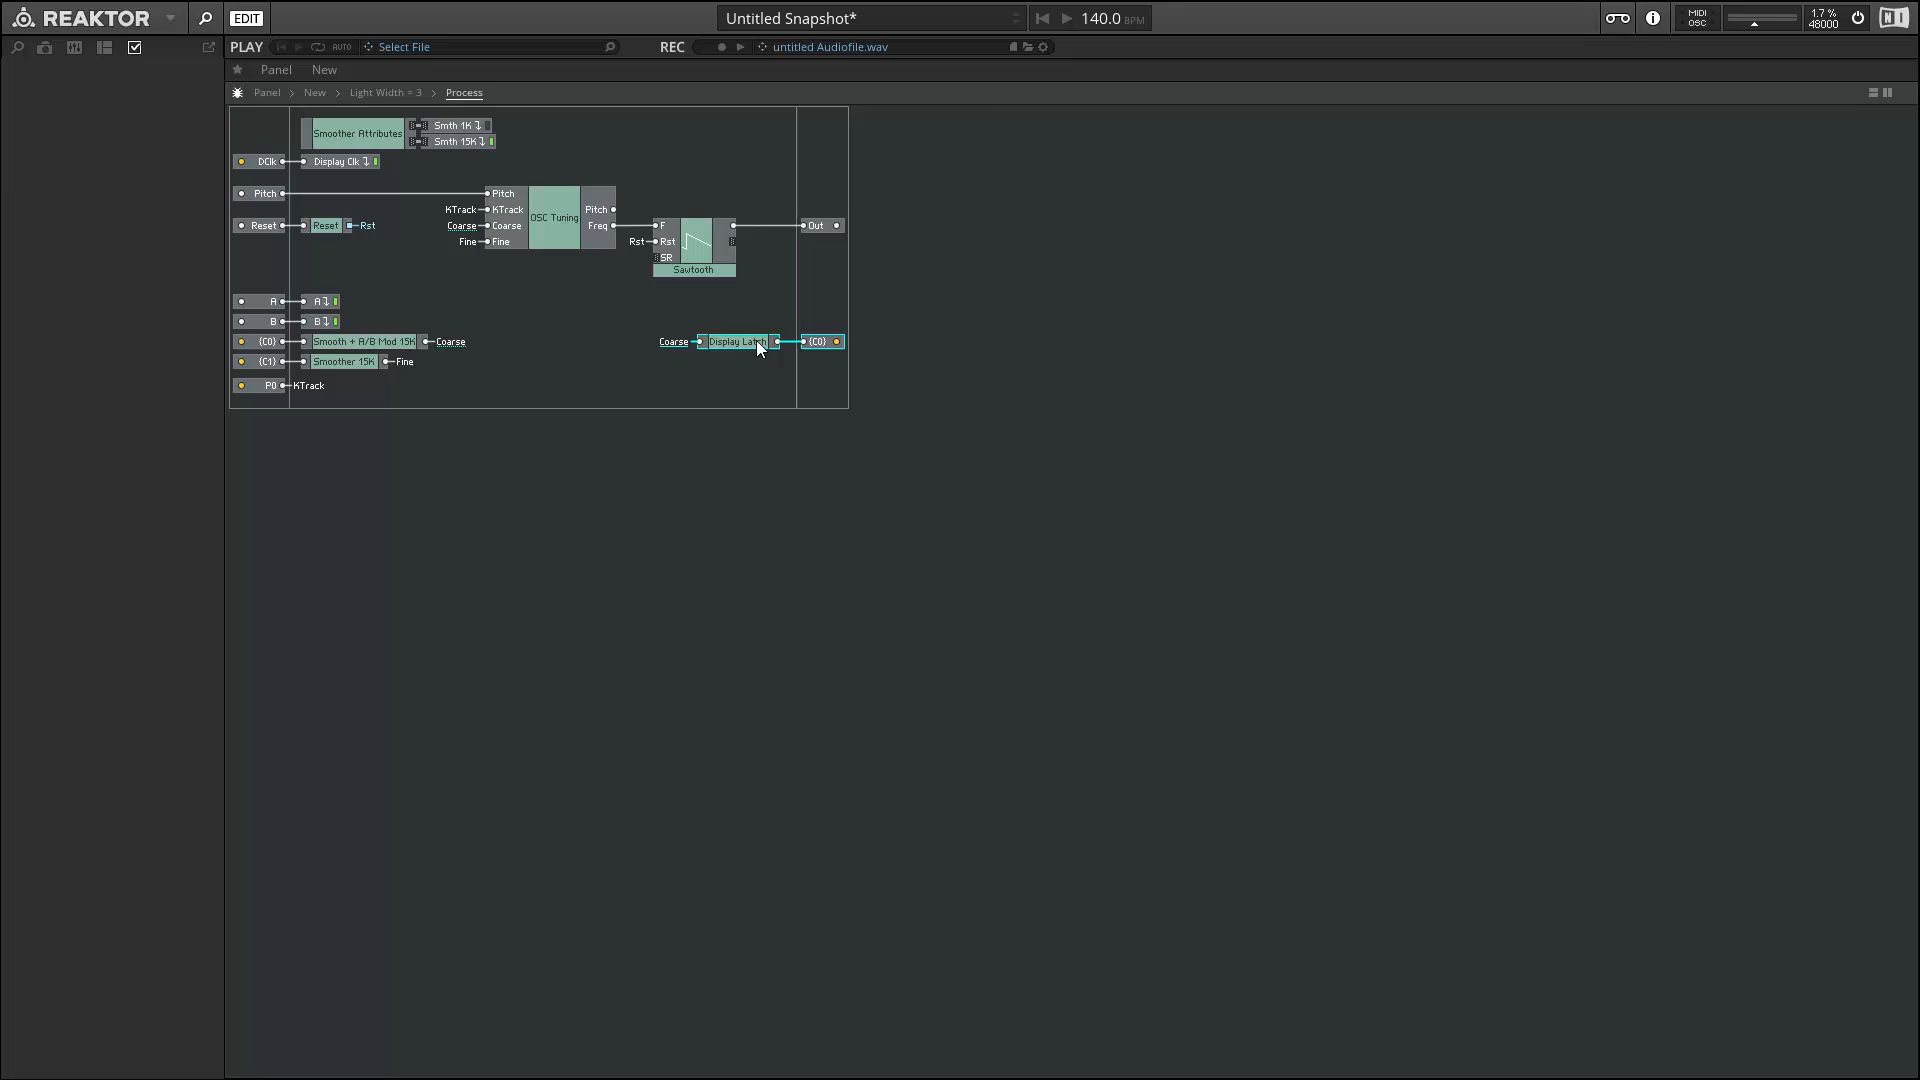 REAKTOR
EDIT
Untitled Snapshot*
140.0 BPM
MIDI
OSC
1.7 %
48000
NI
PLAY
AUTO
Select File
REC
untitled Audiofile.wav
Panel
New
Panel > New > Light Width = 3 > Process
Smoother Attributes
Smth 1K
Smth 15K
DClk
Display Clk
Pitch
Pitch
KTrack
KTrack
OSC Tuning
Pitch
Reset
Reset
Rst
Coarse
Coarse
Freq
F
Out
Fine
Fine
Rst
Rst
SR
Sawtooth
A
A
B
B
{C0}
Smooth + A/B Mod 15K
Coarse
Coarse
Display Latch
{C0}
{C1}
Smoother 15K
Fine
P0
KTrack